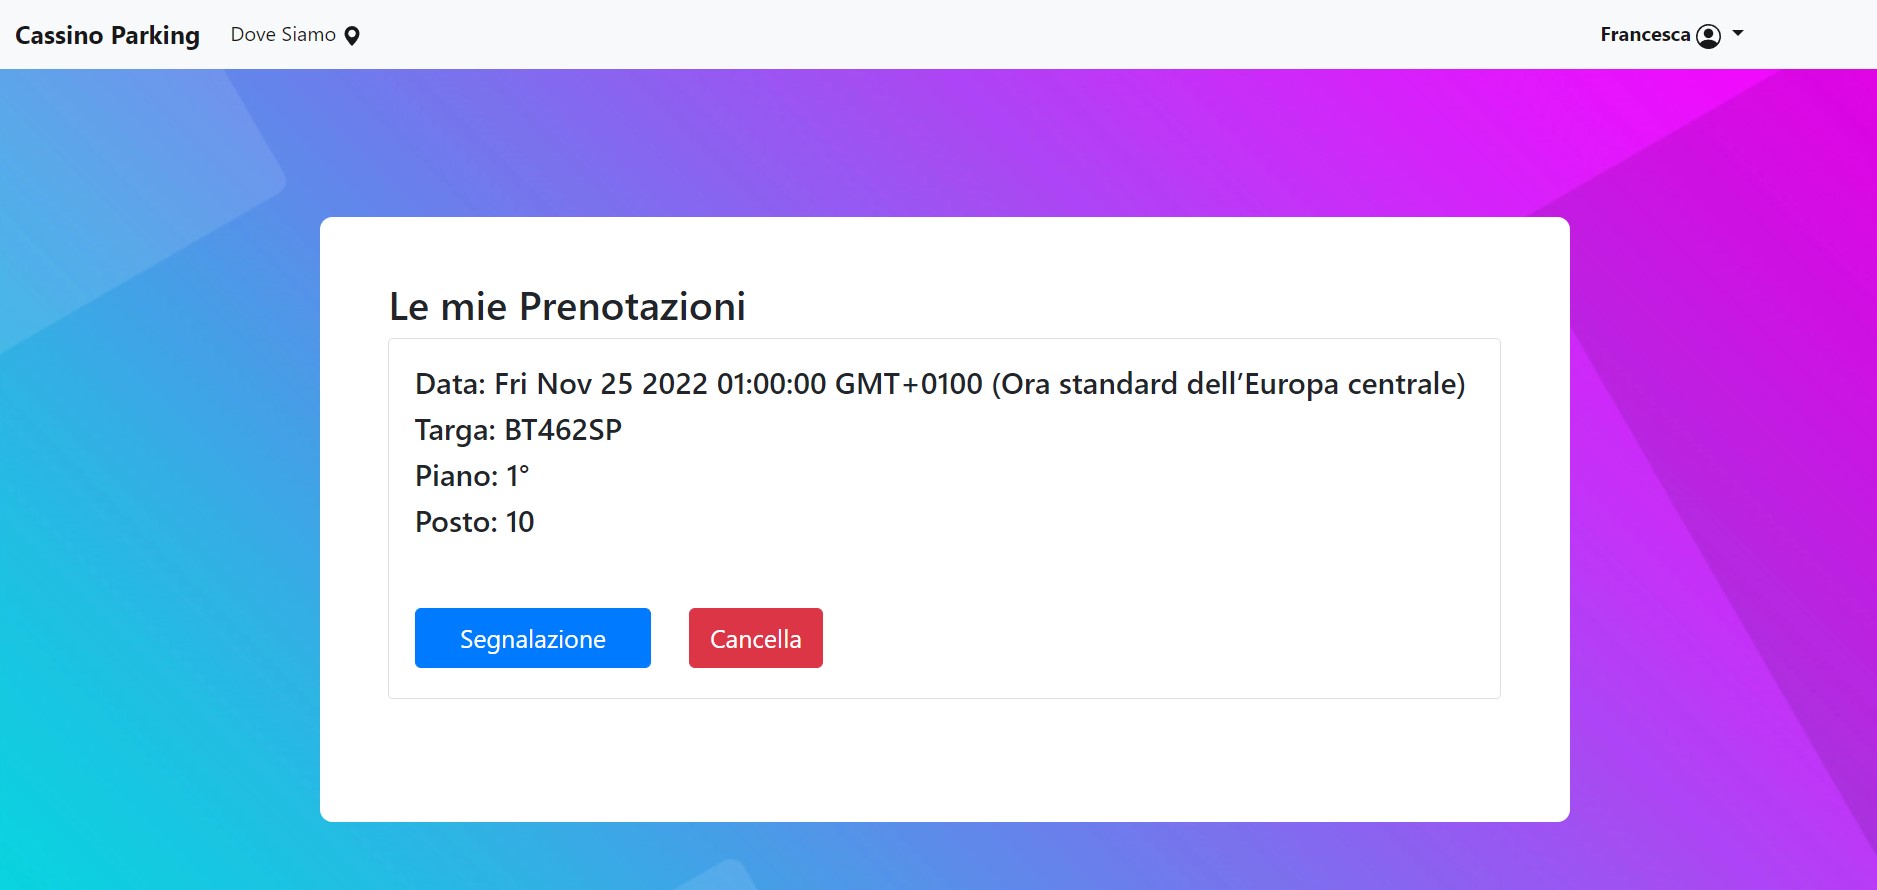 Cassino Parking
Dove Siamo
Francesca
Le mie Prenotazioni
Data: Fri Nov 25 2022 01:00:00 GMT+0100 (Ora standard dell’Europa centrale)
Targa: BT462SP
Piano: 1°
Posto: 10
Segnalazione
Cancella